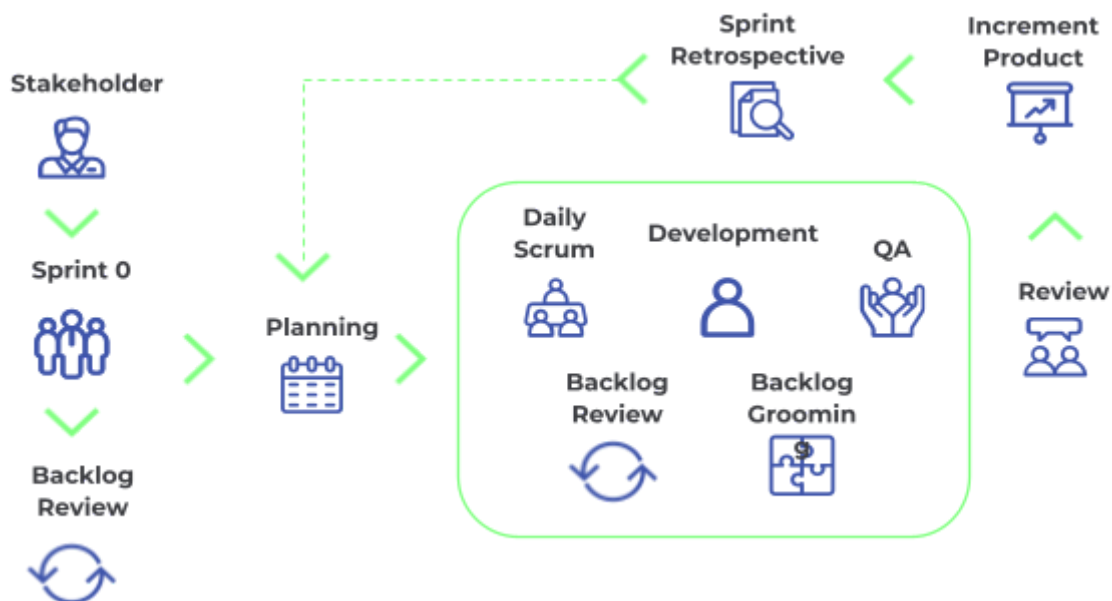 Stakeholder
Sprint 0
Backlog
Review
Planning
Sprint
Retrospective
Increment
Product
Daily
Scrum
Development
QA
Backlog
Review
Backlog
Groomin
g
Review